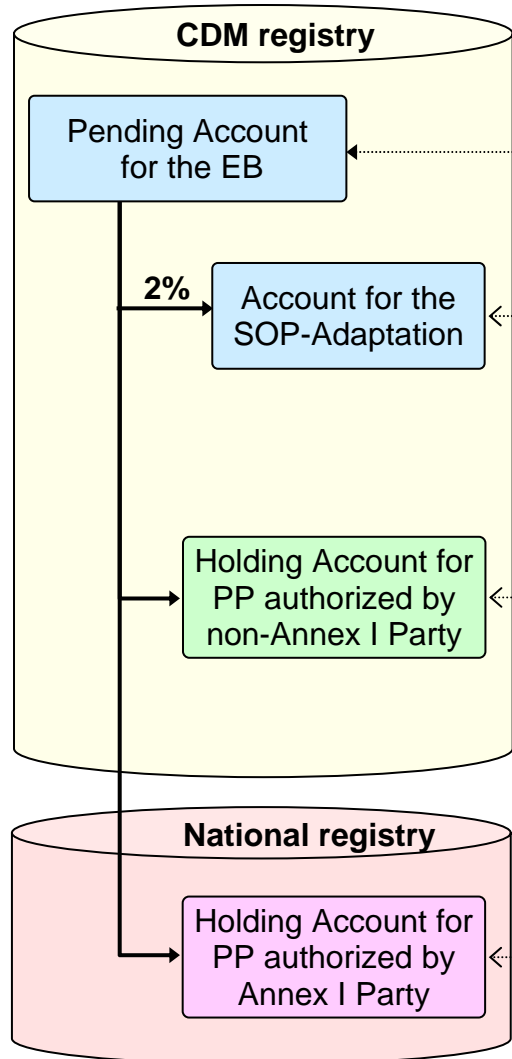 CDM registry
Pending Account
for the EB
2%
Account for the
SOP-Adaptation
Holding Account for
PP authorized by
non-Annex I Party
National registry
Holding Account for
PP authorized by
Annex I Party